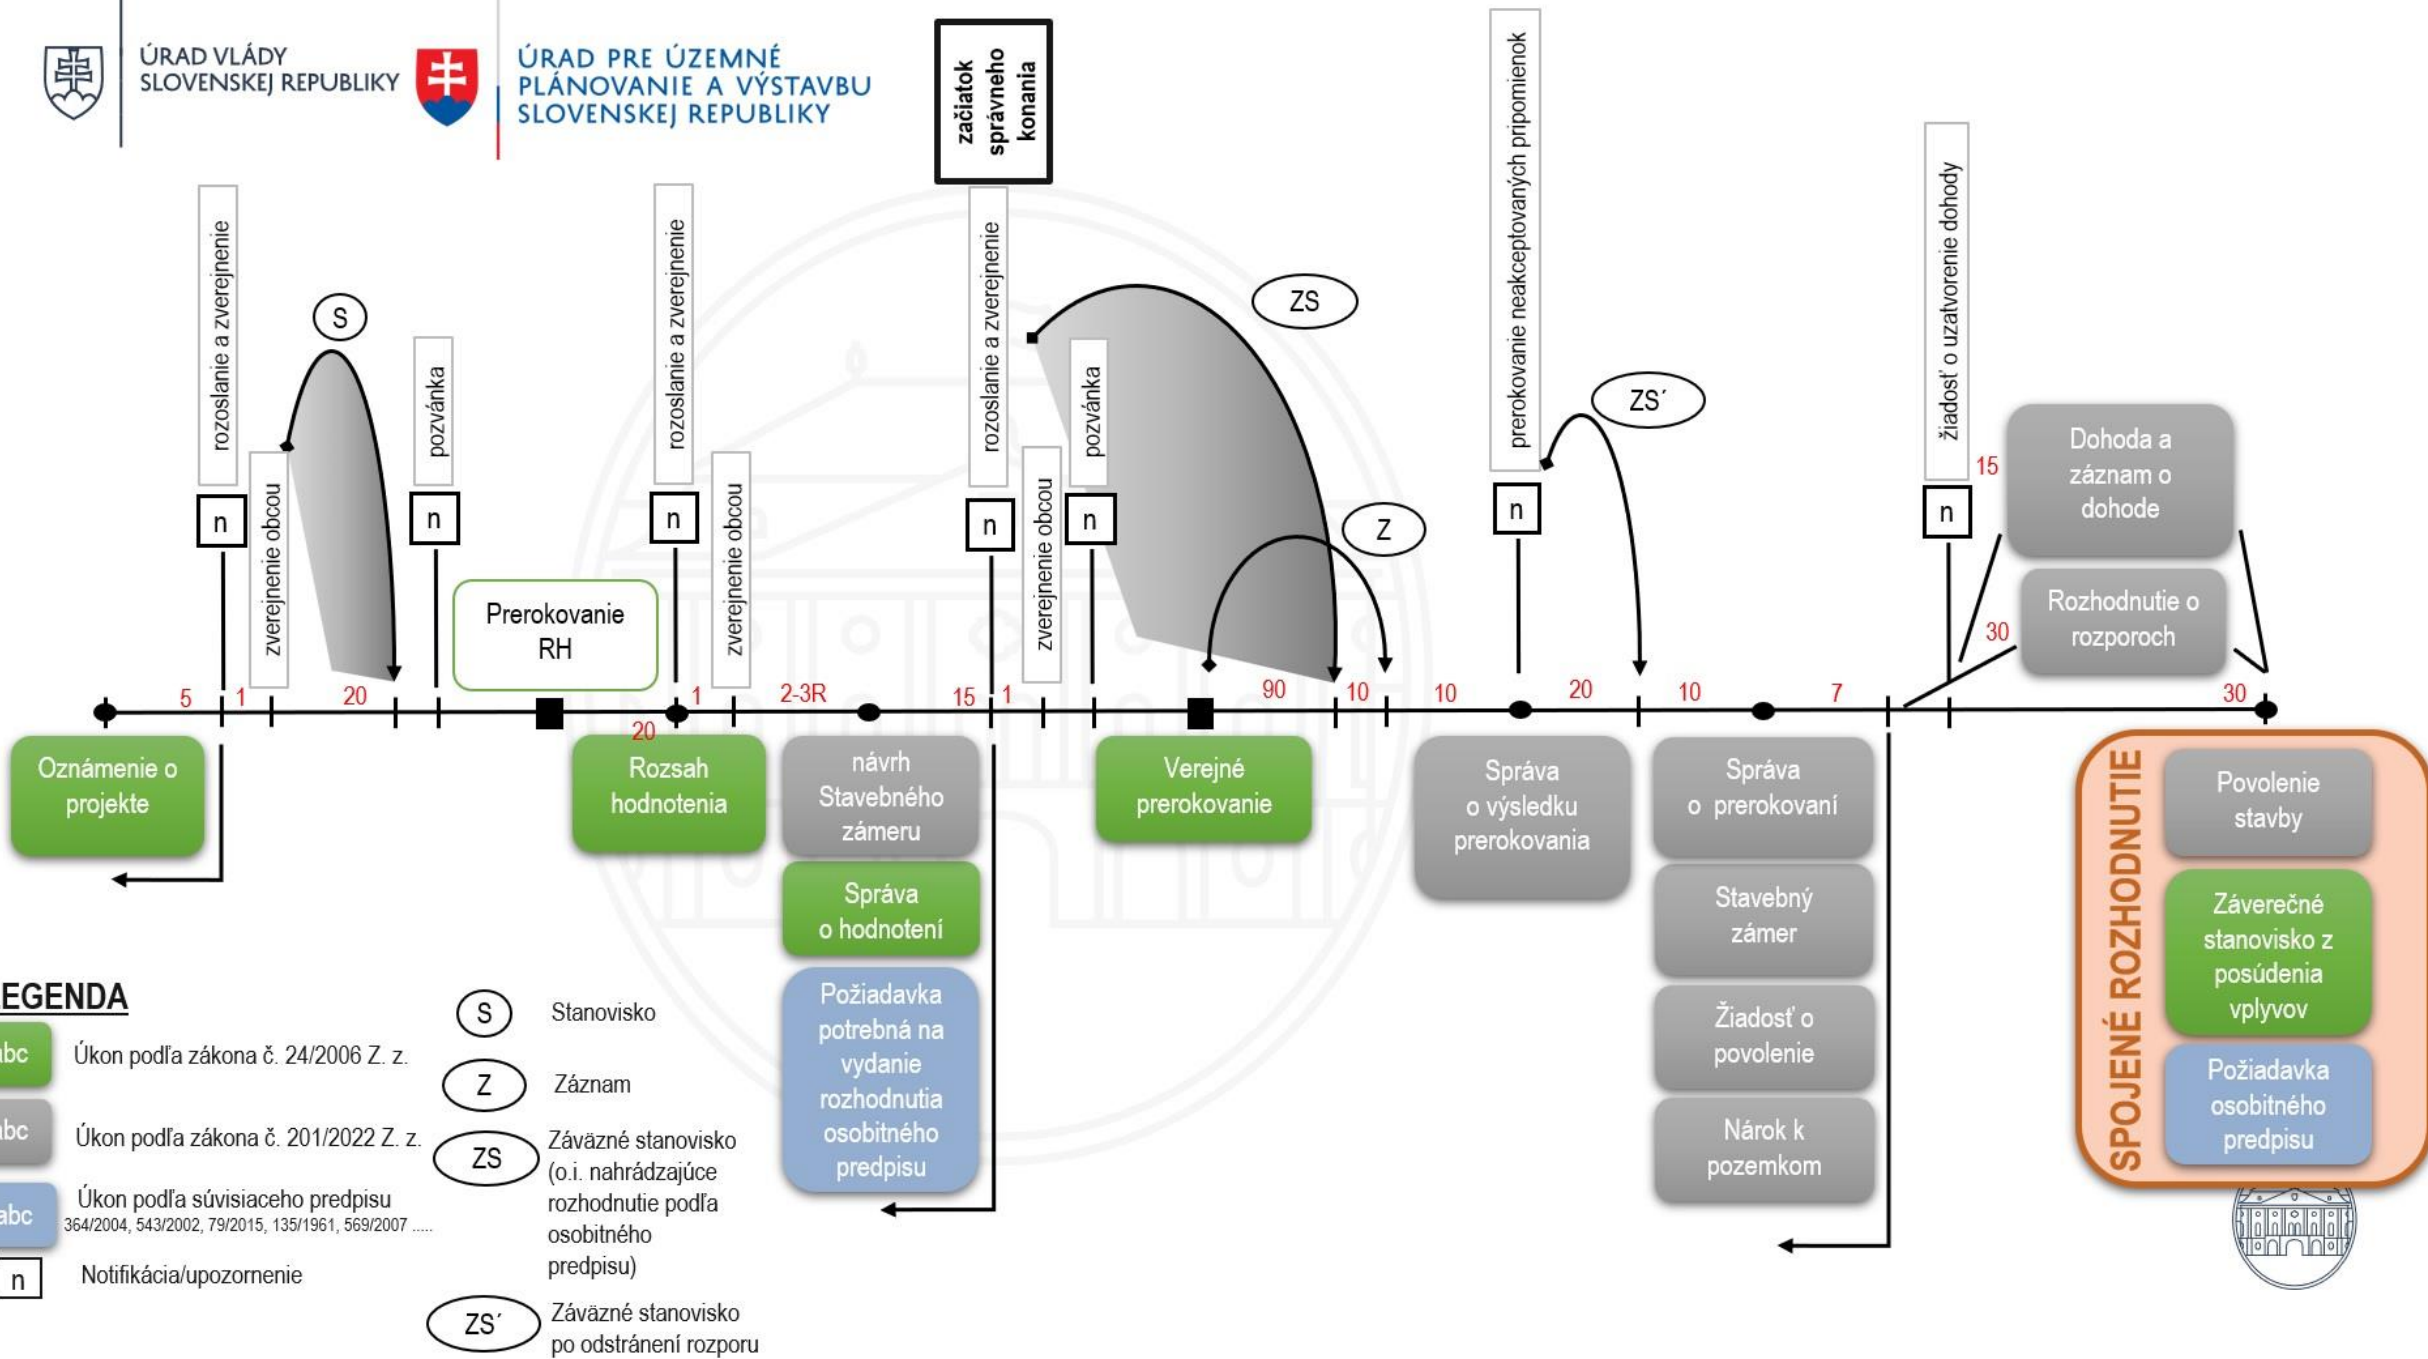 ÚRAD VLÁDY
SLOVENSKEJ REPUBLIKY
ÚRAD PRE ÚZEMNÉ
PLÁNOVANIE A VÝSTAVBU
SLOVENSKEJ REPUBLIKY
začiatok
správneho
konania
rozoslanie a zverejnenie
n
zverejnenie obcou
S
pozvánka
n
Prerokovanie
RH
rozoslanie a zverejnenie
n
zverejnenie obcou
rozoslanie a zverejnenie
n
zverejnenie obcou
pozvánka
n
ZS
Z
prerokovanie neakceptovaných pripomienok
n
ZS´
žiadosť o uzatvorenie dohody
n
15
Dohoda a
záznam o
dohode
30
Rozhodnutie o
rozporoch
5
1
20
20
1
2-3R
15
1
90
10
10
20
10
7
30
Oznámenie o
projekte
Rozsah
hodnotenia
návrh
Stavebného
zámeru
Správa
o hodnotení
Požiadavka
potrebná na
vydanie
rozhodnutia
osobitného
predpisu
Verejné
prerokovanie
Správa
o výsledku
prerokovania
Správa
o prerokovaní
Stavebný
zámer
Žiadosť o
povolenie
Nárok k
pozemkom
SPOJENÉ ROZHODNUTIE
Povolenie
stavby
Záverečné
stanovisko z
posúdenia
vplyvov
Požiadavka
osobitného
predpisu
EGENDA
abc
Úkon podľa zákona č. 24/2006 Z. z.
abc
Úkon podľa zákona č. 201/2022 Z. z.
abc
Úkon podľa súvisiaceho predpisu
364/2004, 543/2002, 79/2015, 135/1961, 569/2007 .....
n
Notifikácia/upozornenie
S
Stanovisko
Z
Záznam
ZS
Záväzné stanovisko
(o.i. nahrádzajúce
rozhodnutie podľa
osobitného
predpisu)
ZS´
Záväzné stanovisko
po odstránení rozporu